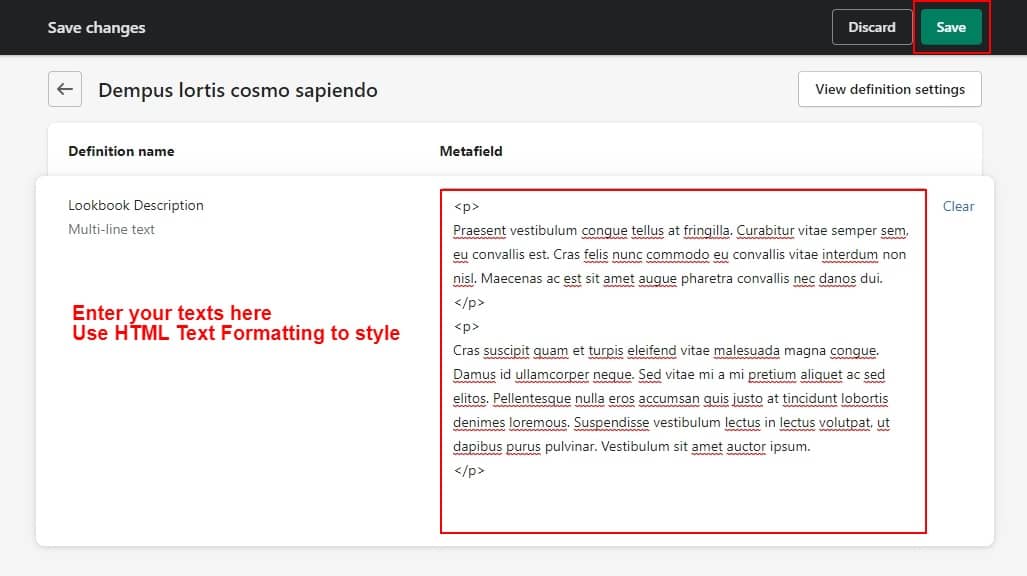 Save changes
Discard
Save
Dempus lortis cosmo sapiendo
View definition settings
Definition name
Metafield
Lookbook Description
Multi-line text
<p>
Praesent vestibulum congue tellus at fringilla. Curabitur vitae semper sem,
eu convallis est. Cras felis nunc commodo eu convallis vitae interdum non
nisl. Maecenas ac est sit amet augue pharetra convallis nec danos dui.
</p>
<p>
Cras suscipit quam et turpis eleifend vitae malesuada magna congue.
Damus id ullamcorper neque. Sed vitae mi a mi pretium aliquet ac sed
elitos. Pellentesque nulla eros accumsan quis justo at tincidunt lobortis
denimes loremous. Suspendisse vestibulum lectus in lectus volutpat, ut
dapibus purus pulvinar. Vestibulum sit amet auctor ipsum.
</p>
Clear
Enter your texts here
Use HTML Text Formatting to style